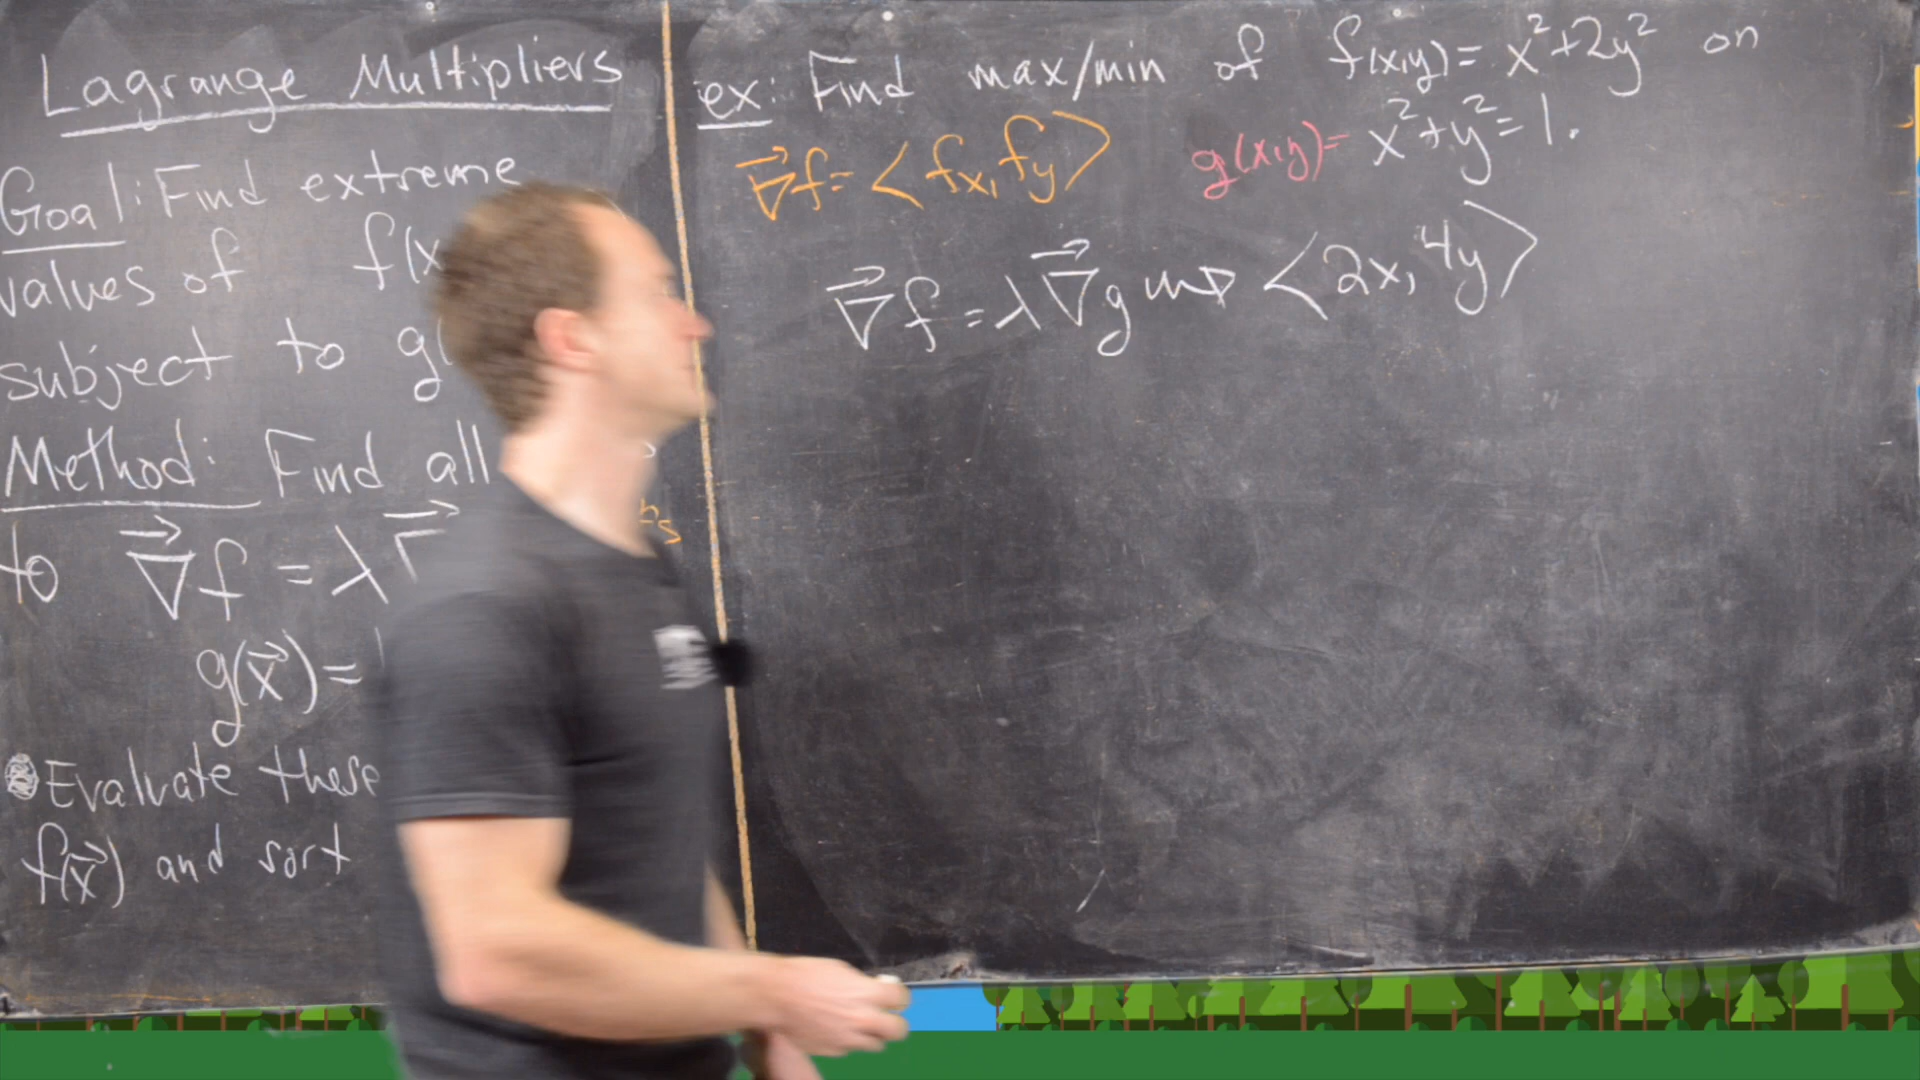 Lagrange Multipliers
Goal: Find extreme
values of f(x
subject to g(
Method: Find all
to ∇⃗f = λ
g(x⃗) =
Evaluate these
f(x⃗) and sort
ex: Find max/min of f(x,y) = x²+2y² on
∇⃗f = <fx, fy> g(x,y) = x²+y² = 1.
∇⃗f = λ∇⃗g ⇝ <2x, 4y>